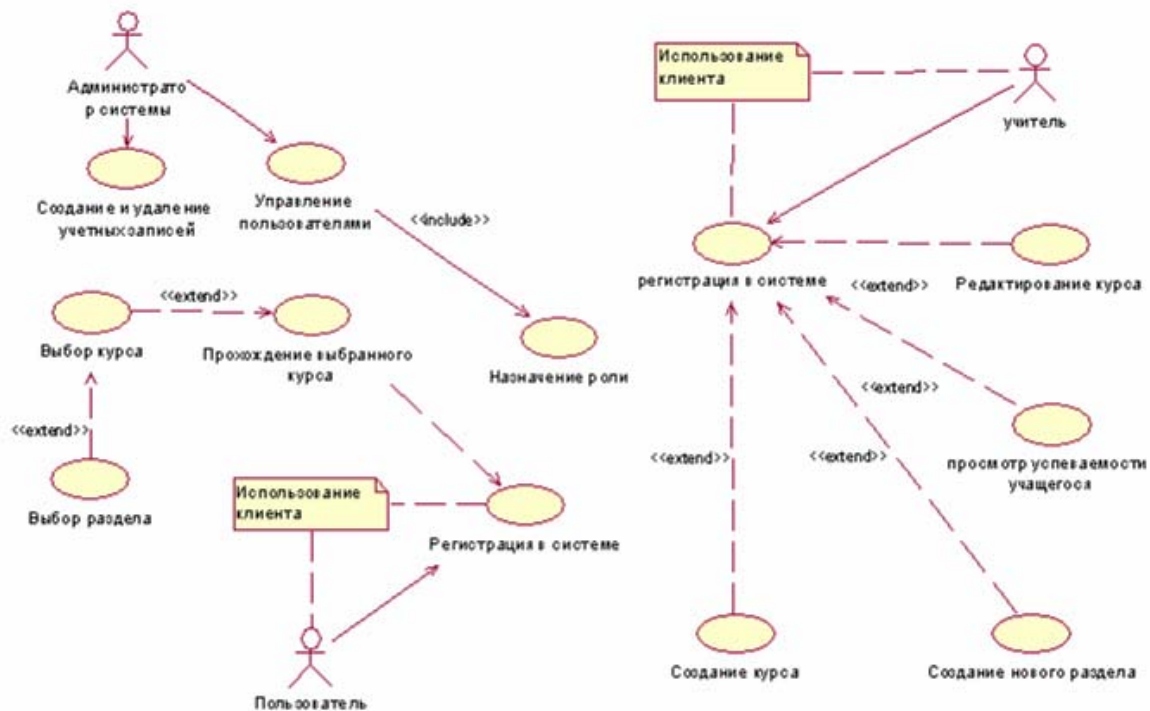 Администрато
р системы
Создание и удаление
учетных записей
Управление
пользователями
<<include>>
Назначение роли
<<extend>>
Выбор курса
Прохождение выбранного
курса
<<extend>>
Выбор раздела
Использование
клиента
Регистрация в системе
Пользователь
Использование
клиента
учитель
регистрация в системе
<<extend>>
Редактирование курса
<<extend>>
просмотр успеваемости
учащегося
<<extend>>
<<extend>>
Создание курса
Создание нового раздела